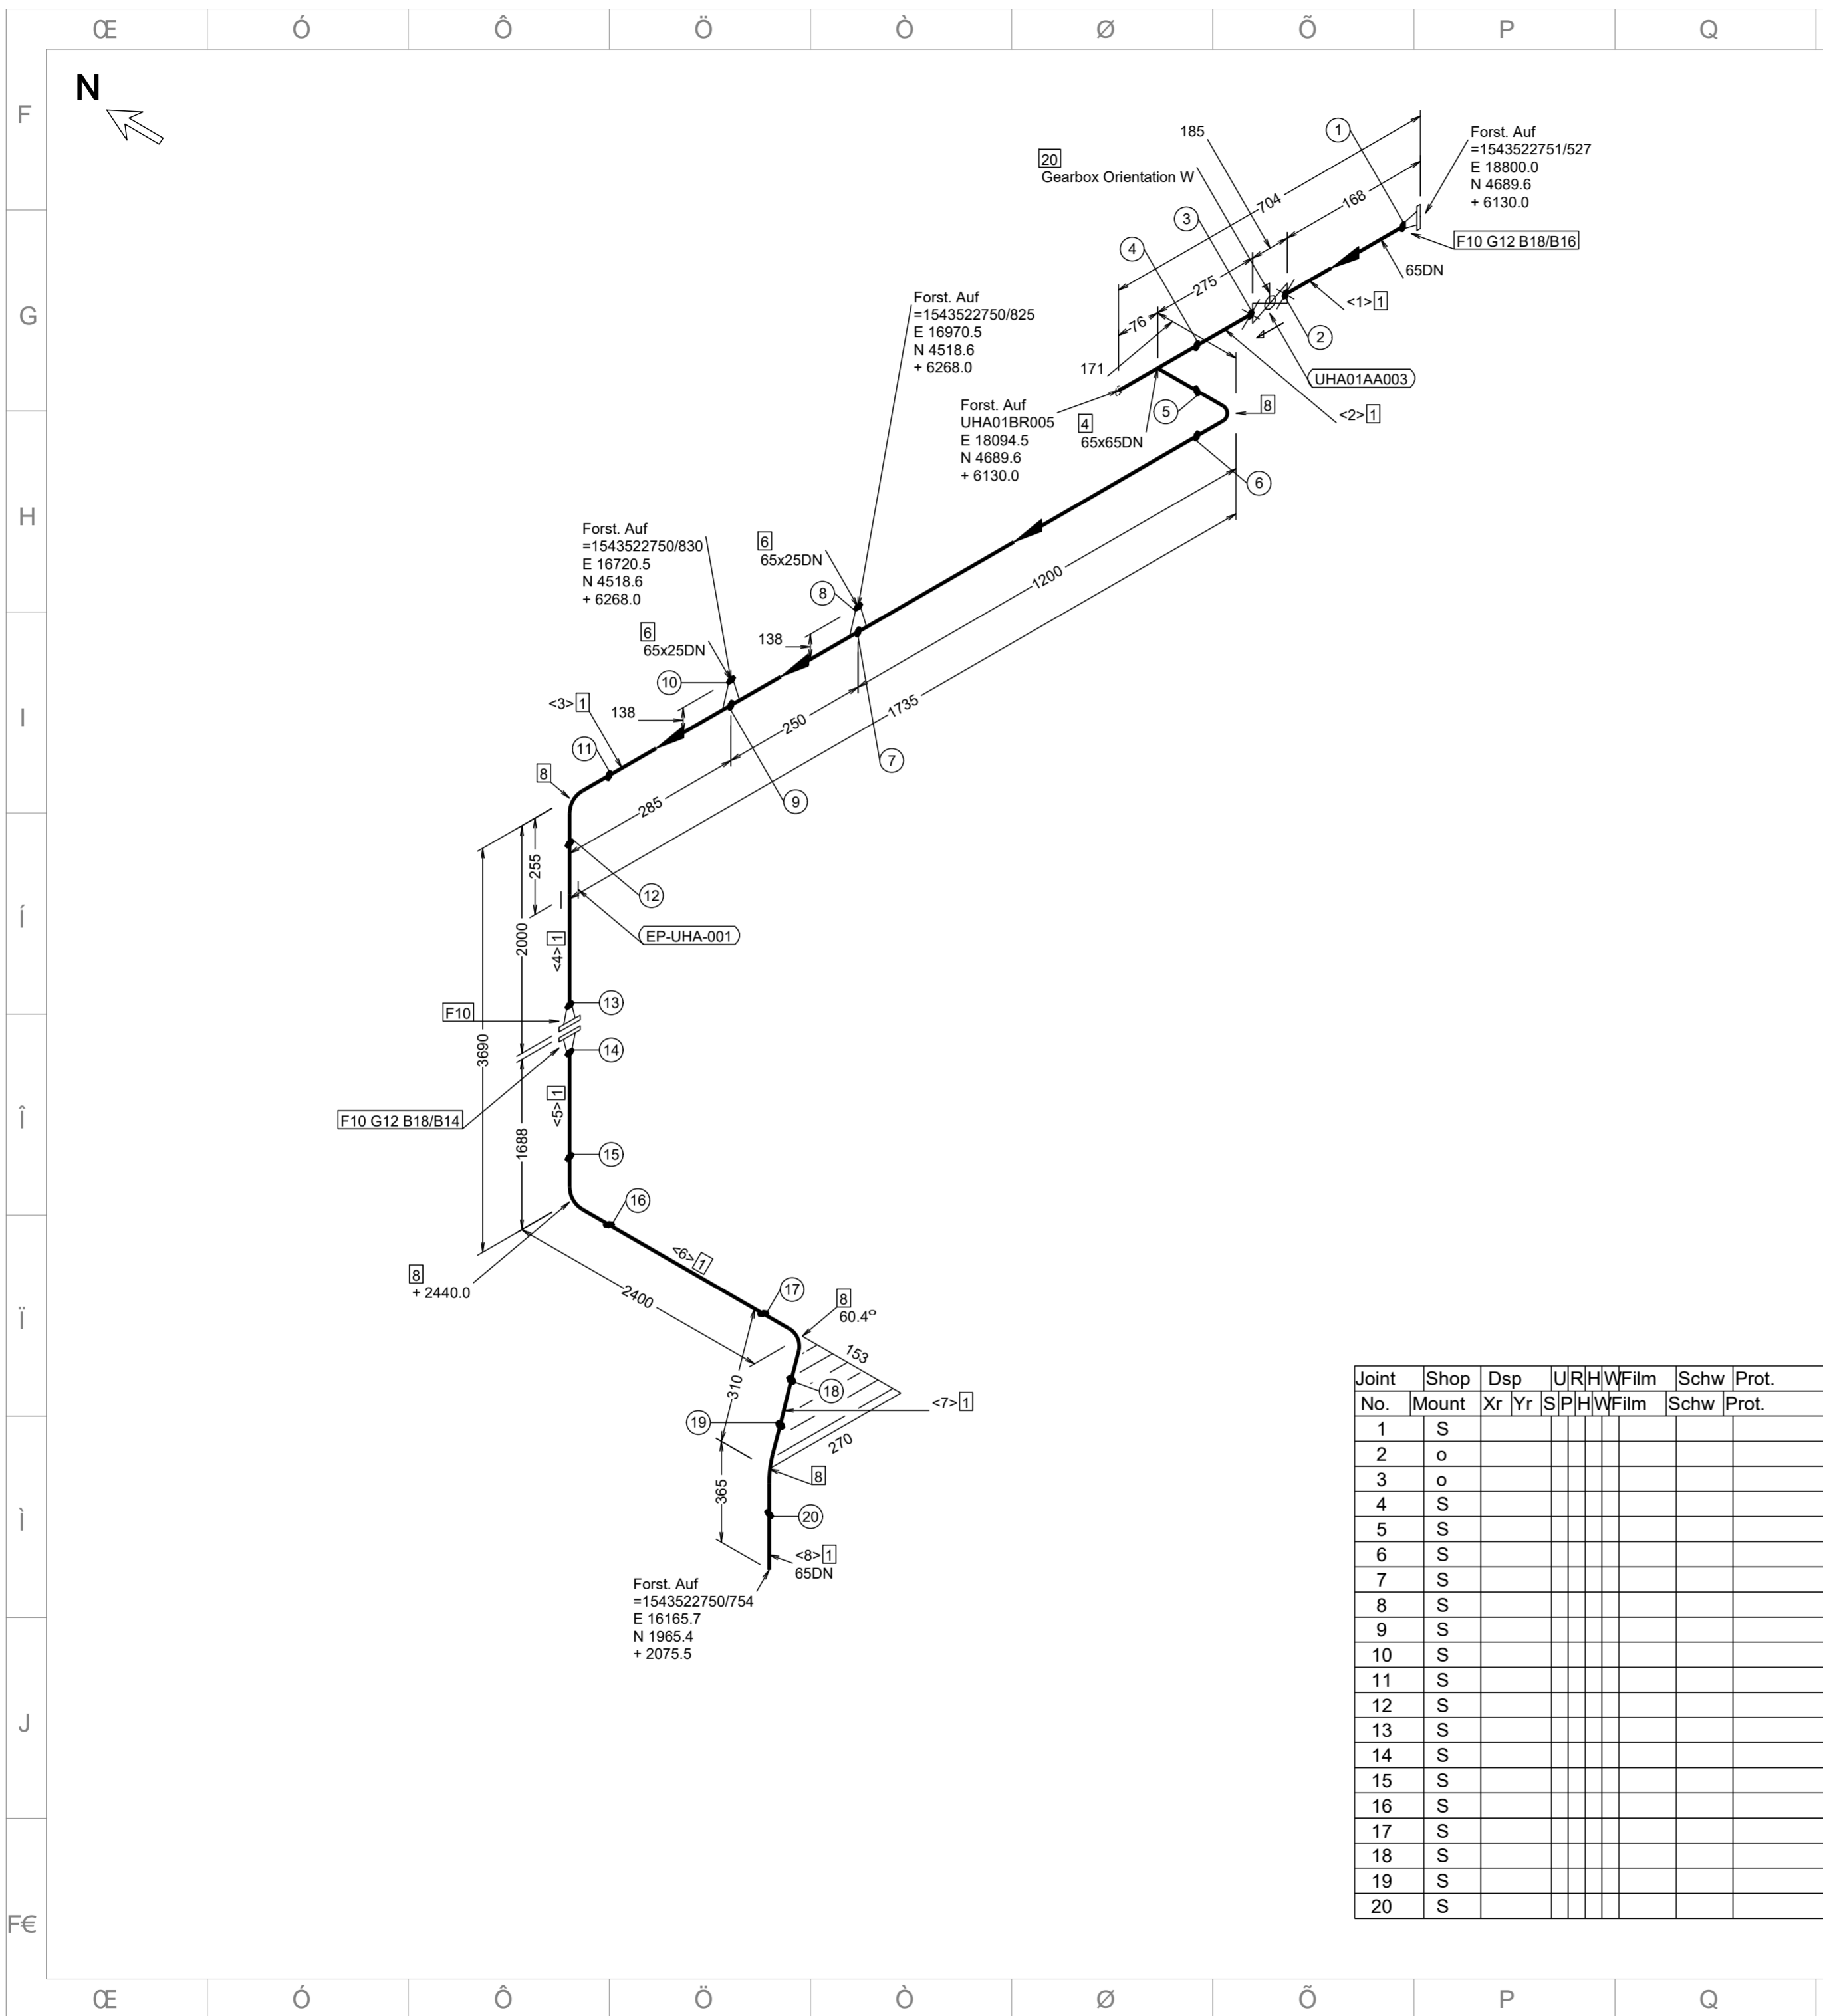 Œ Ó Ô Ö Ò Ø Õ P Q
F
G
H
I
Í
Î
Ï
Ì
J
F€
N
1
185
20
Gearbox Orientation W
Forst. Auf
=1543522751/527
E 18800.0
N 4689.6
+ 6130.0
704
168
3
4
F10 G12 B18/B16
65DN
275
<1> 1
2
76
171
UHA01AA003
Forst. Auf
=1543522750/825
E 16970.5
N 4518.6
+ 6268.0
Forst. Auf
UHA01BR005
E 18094.5
N 4689.6
+ 6130.0
4
65x65DN
5
8
<2> 1
6
Forst. Auf
=1543522750/830
E 16720.5
N 4518.6
+ 6268.0
6
65x25DN
8
1200
6
65x25DN
138
10
<3> 1
138
250
1735
7
11
8
9
285
255
12
EP-UHA-001
2000
<4> 1
13
F10
3690
14
<5> 1
F10 G12 B18/B14
1688
15
16
<6> 1
8
+ 2440.0
2400
17
8
60.4°
153
310
18
<7> 1
19
270
8
365
20
<8> 1
65DN
Forst. Auf
=1543522750/754
E 16165.7
N 1965.4
+ 2075.5
Joint Shop Dsp U R H W Film Schw Prot.
No. Mount Xr Yr S P H W Film Schw Prot.
1 S
2 o
3 o
4 S
5 S
6 S
7 S
8 S
9 S
10 S
11 S
12 S
13 S
14 S
15 S
16 S
17 S
18 S
19 S
20 S
Œ Ó Ô Ö Ò Ø Õ P Q